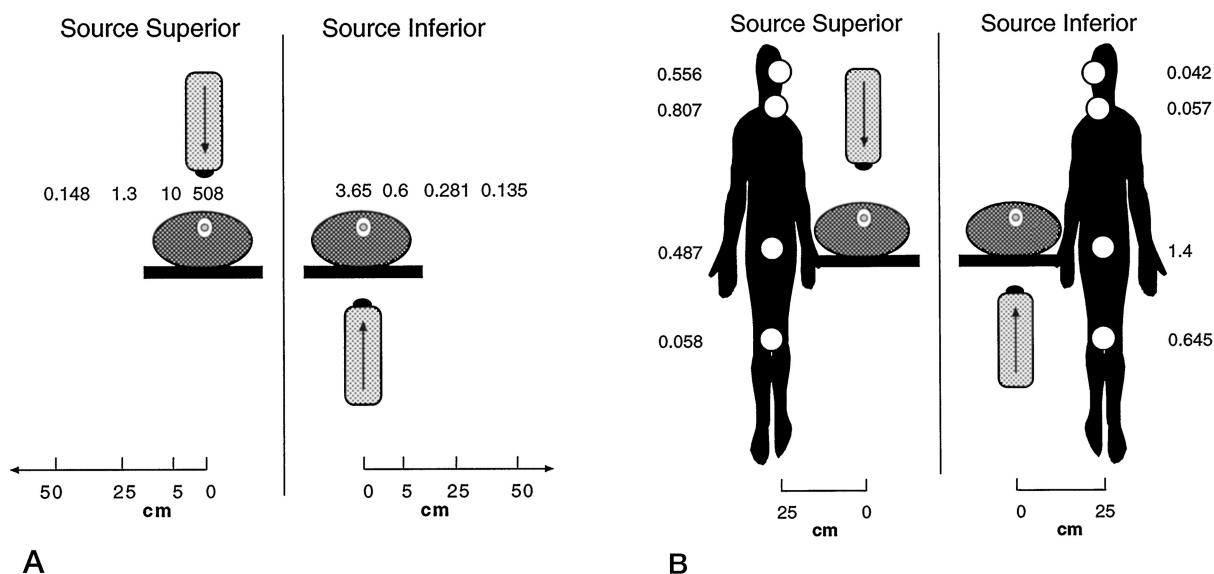 Source Superior
Source Inferior
0.148 1.3 10 508
3.65 0.6 0.281 0.135
50 25 5 0
cm
0 5 25 50
cm
A
Source Superior
Source Inferior
0.556
0.807
0.487
0.058
0.042
0.057
1.4
0.645
25 0
cm
0 25
cm
B